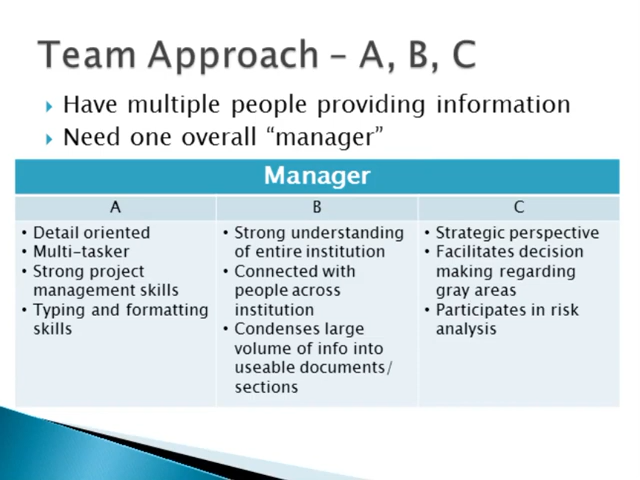 Team Approach – A, B, C
Have multiple people providing information
Need one overall “manager”
Manager
A
• Detail oriented
• Multi-tasker
• Strong project
management skills
• Typing and formatting
skills
B
• Strong understanding
of entire institution
• Connected with
people across
institution
• Condenses large
volume of info into
useable documents/
sections
C
• Strategic perspective
• Facilitates decision
making regarding
gray areas
• Participates in risk
analysis